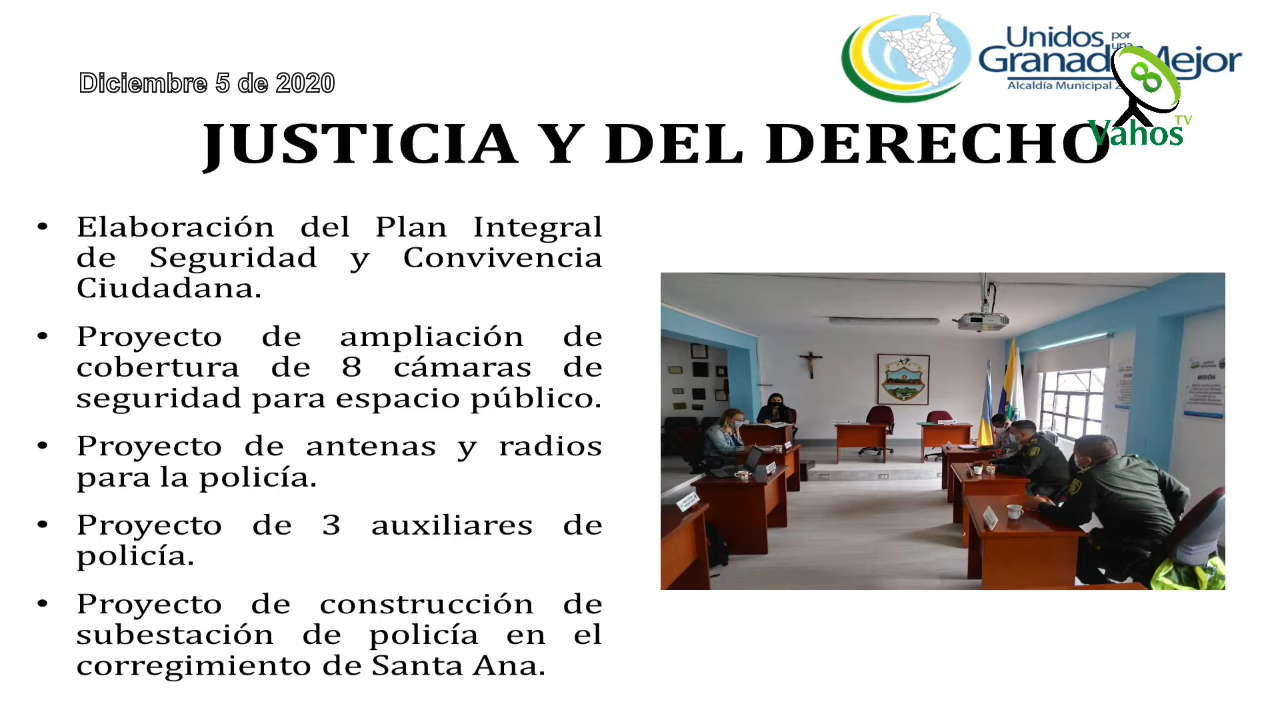 Diciembre 5 de 2020
Unidos por
una
Granada Mejor
Alcaldía Municipal
8
Vahos TV
JUSTICIA Y DEL DERECHO
• Elaboración del Plan Integral
de Seguridad y Convivencia
Ciudadana.
• Proyecto de ampliación de
cobertura de 8 cámaras de
seguridad para espacio público.
• Proyecto de antenas y radios
para la policía.
• Proyecto de 3 auxiliares de
policía.
• Proyecto de construcción de
subestación de policía en el
corregimiento de Santa Ana.
MISIÓN